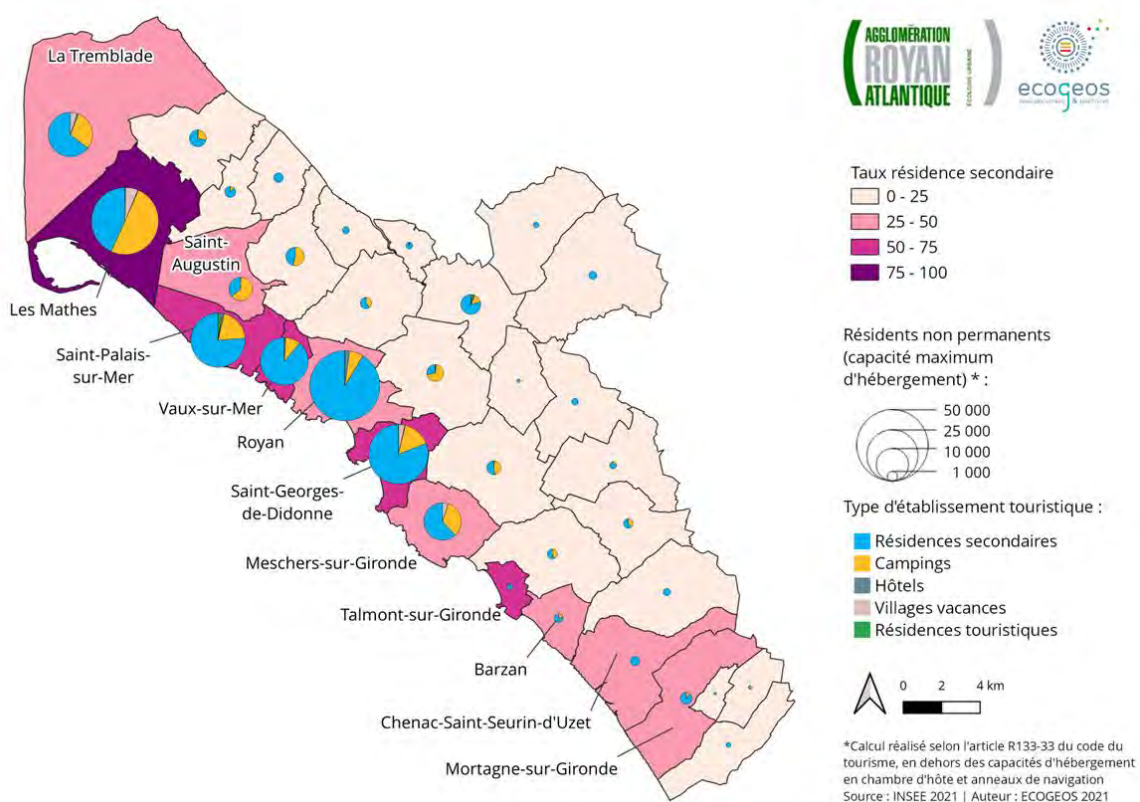 La Tremblade
Saint-
Augustin
Les Mathes
Saint-Palais-
sur-Mer
Vaux-sur-Mer
Royan
Saint-Georges-
de-Didonne
Meschers-sur-Gironde
Talmont-sur-Gironde
Barzan
Chenac-Saint-Seurin-d'Uzet
Mortagne-sur-Gironde
AGGLOMÉRATION
ROYAN
ATLANTIQUE
ecogeos
Taux résidence secondaire
0 - 25
25 - 50
50 - 75
75 - 100
Résidents non permanents
(capacité maximum
d'hébergement) * :
50 000
25 000
10 000
1 000
Type d'établissement touristique :
Résidences secondaires
Campings
Hôtels
Villages vacances
Résidences touristiques
0 2 4 km
*Calcul réalisé selon l'article R133-33 du code du
tourisme, en dehors des capacités d'hébergement
en chambre d'hôte et anneaux de navigation
Source : INSEE 2021 | Auteur : ECOGEOS 2021